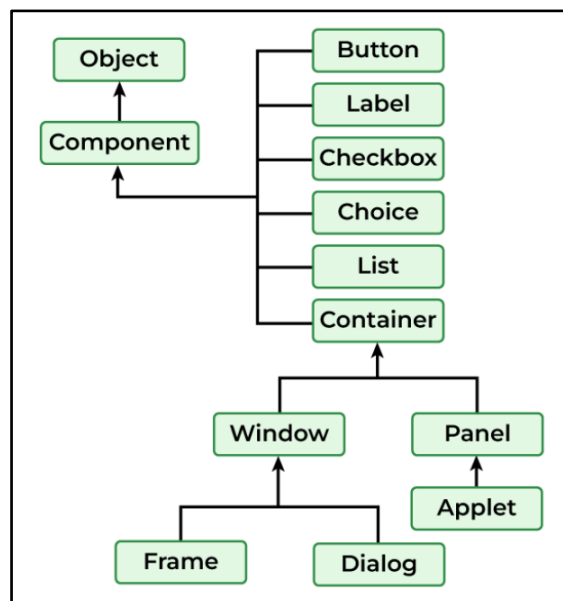 Object
Button
Label
Component
Checkbox
Choice
List
Container
Window
Panel
Applet
Frame
Dialog